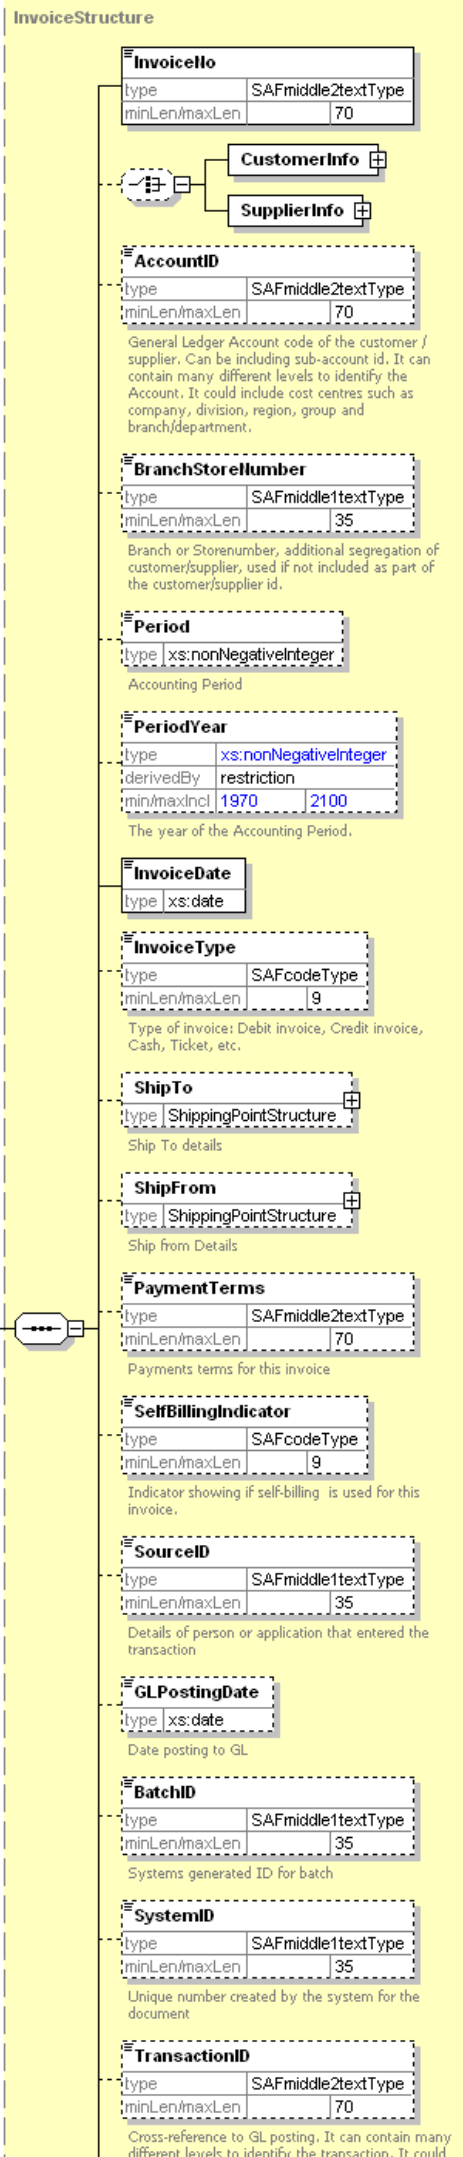 InvoiceStructure
InvoiceNo
type SAFmiddle2textType
minLen/maxLen 70
CustomerInfo
SupplierInfo
AccountID
type SAFmiddle2textType
minLen/maxLen 70
General Ledger Account code of the customer /
supplier. Can be including sub-account id. It can
contain many different levels to identify the
Account. It could include cost centres such as
company, division, region, group and
branch/department.
BranchStoreNumber
type SAFmiddle1textType
minLen/maxLen 35
Branch or Storenumber, additional segregation of
customer/supplier, used if not included as part of
the customer/supplier id.
Period
type xs:nonNegativeInteger
Accounting Period
PeriodYear
type xs:nonNegativeInteger
derivedBy restriction
min/maxIncl 1970 2100
The year of the Accounting Period.
InvoiceDate
type xs:date
InvoiceType
type SAFcodeType
minLen/maxLen 9
Type of invoice: Debit invoice, Credit invoice,
Cash, Ticket, etc.
ShipTo
type ShippingPointStructure
Ship To details
ShipFrom
type ShippingPointStructure
Ship from Details
PaymentTerms
type SAFmiddle2textType
minLen/maxLen 70
Payments terms for this invoice
SelfBillingIndicator
type SAFcodeType
minLen/maxLen 9
Indicator showing if self-billing is used for this
invoice.
SourceID
type SAFmiddle1textType
minLen/maxLen 35
Details of person or application that entered the
transaction
GLPostingDate
type xs:date
Date posting to GL
BatchID
type SAFmiddle1textType
minLen/maxLen 35
Systems generated ID for batch
SystemID
type SAFmiddle1textType
minLen/maxLen 35
Unique number created by the system for the
document
TransactionID
type SAFmiddle2textType
minLen/maxLen 70
Cross-reference to GL posting. It can contain many
different levels to identify the transaction. It could